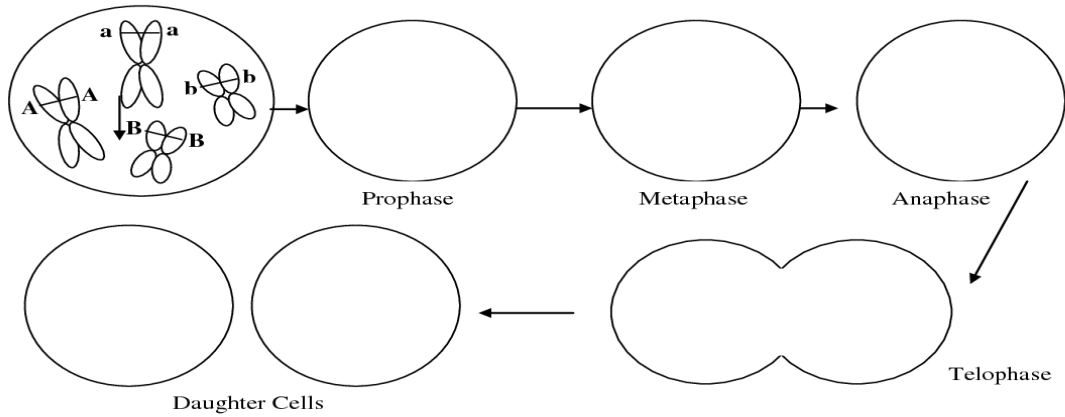 a a
b b
A A
B B
Prophase
Metaphase
Anaphase
Telophase
Daughter Cells